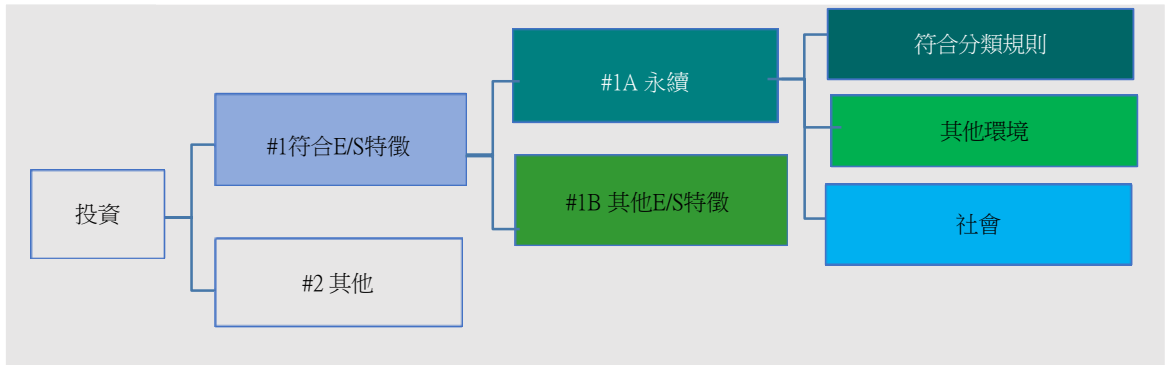 投資
#1符合E/S特徵
#2 其他
#1A 永續
#1B 其他E/S特徵
符合分類規則
其他環境
社會